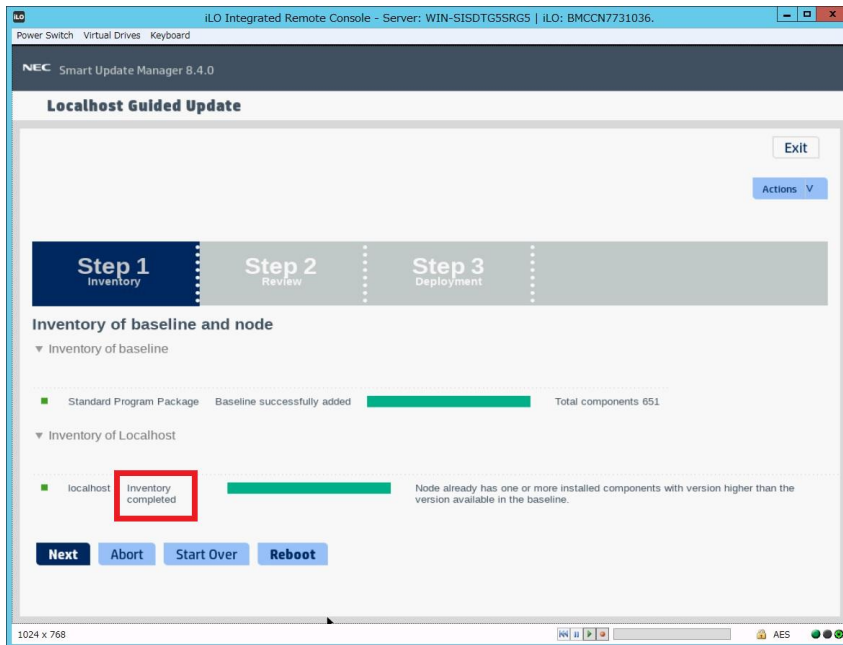 iLO
iLO Integrated Remote Console - Server: WIN-SISDTG5SRG5 | iLO: BMCCN7731036.
Power Switch Virtual Drives Keyboard
NEC Smart Update Manager 8.4.0
Localhost Guided Update
Exit
Actions V
Step 1
Inventory
Step 2
Review
Step 3
Deployment
Inventory of baseline and node
Inventory of baseline
Standard Program Package Baseline successfully added Total components 651
Inventory of Localhost
localhost
Inventory
completed
Node already has one or more installed components with version higher than the
version available in the baseline.
Next Abort Start Over Reboot
1024 x 768
AES